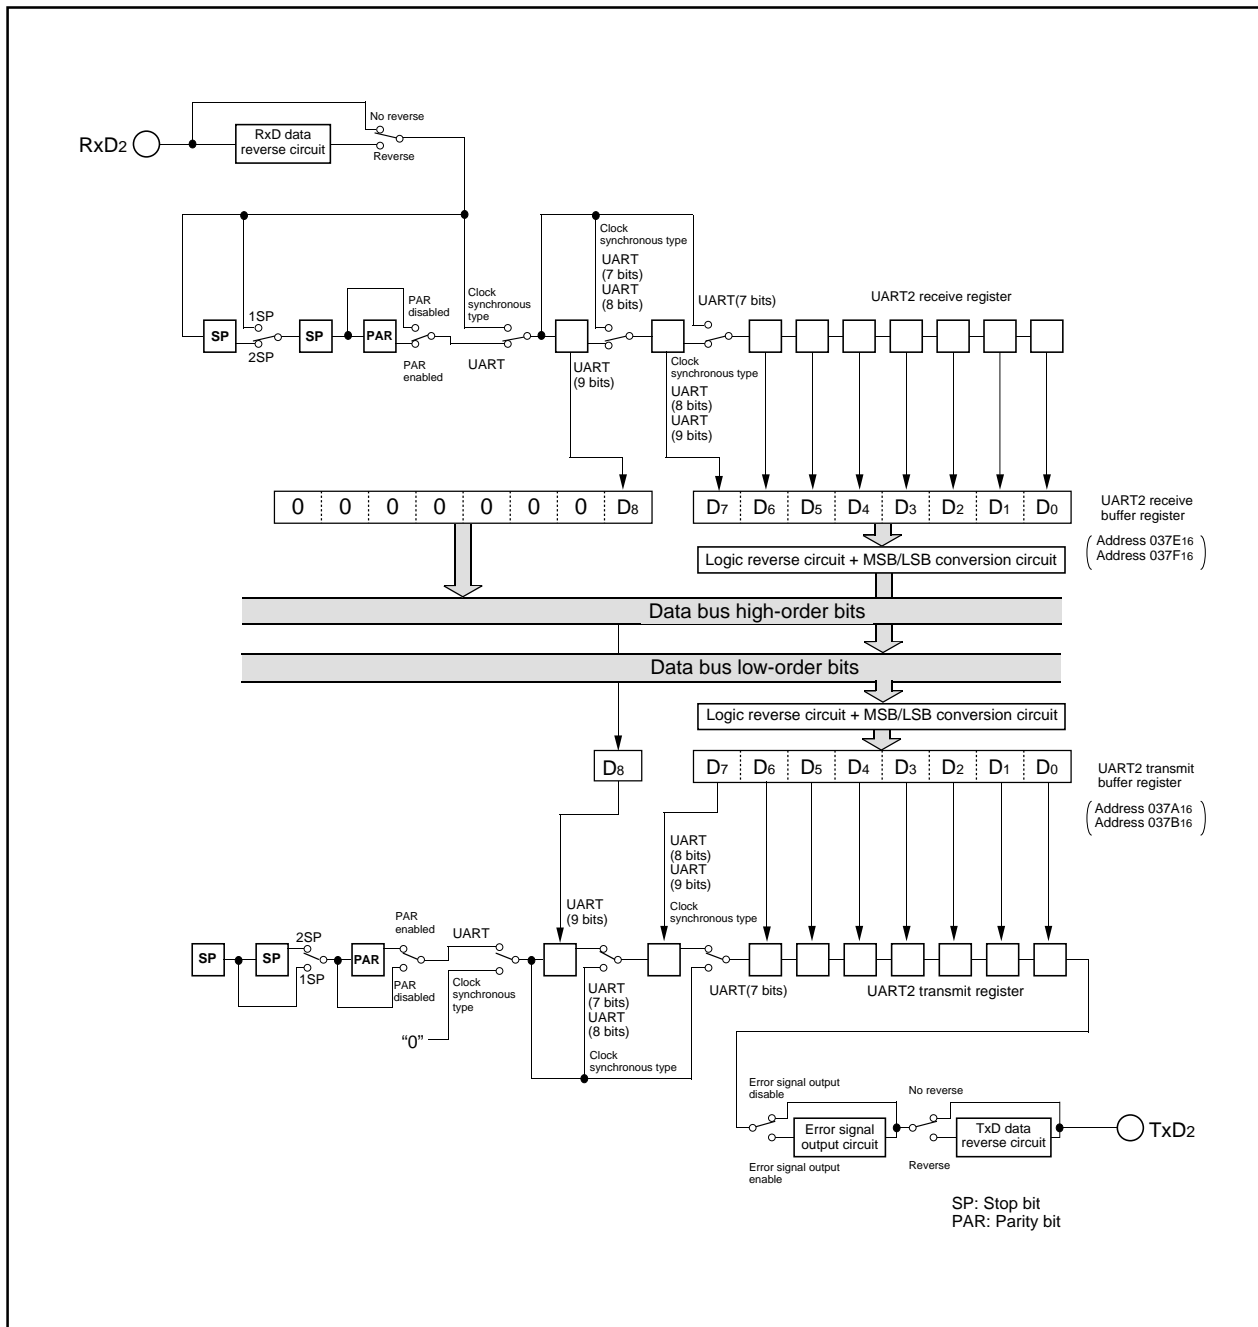 No reverse
RxD2
RxD data
reverse circuit
Reverse
Clock
synchronous type
UART
(7 bits)
UART
(8 bits)
1SP
PAR
disabled
Clock
synchronous
type
UART(7 bits)
UART2 receive register
SP
SP
PAR
2SP
PAR
enabled
UART
UART
(9 bits)
Clock
synchronous type
UART
(8 bits)
UART
(9 bits)
0 0 0 0 0 0 0 D8
D7 D6 D5 D4 D3 D2 D1 D0
UART2 receive
buffer register
Address 037E16
Address 037F16
Logic reverse circuit + MSB/LSB conversion circuit
Data bus high-order bits
Data bus low-order bits
Logic reverse circuit + MSB/LSB conversion circuit
D8
D7 D6 D5 D4 D3 D2 D1 D0
UART2 transmit
buffer register
Address 037A16
Address 037B16
UART
(8 bits)
UART
(9 bits)
Clock
synchronous type
UART
(9 bits)
PAR
enabled
UART
2SP
SP
SP
PAR
1SP
PAR
disabled
Clock
synchronous
type
“0”
UART
(7 bits)
UART
(8 bits)
Clock
synchronous type
UART(7 bits)
UART2 transmit register
Error signal output
disable
No reverse
Error signal
output circuit
TxD data
reverse circuit
TxD2
Error signal output
enable
Reverse
SP: Stop bit
PAR: Parity bit